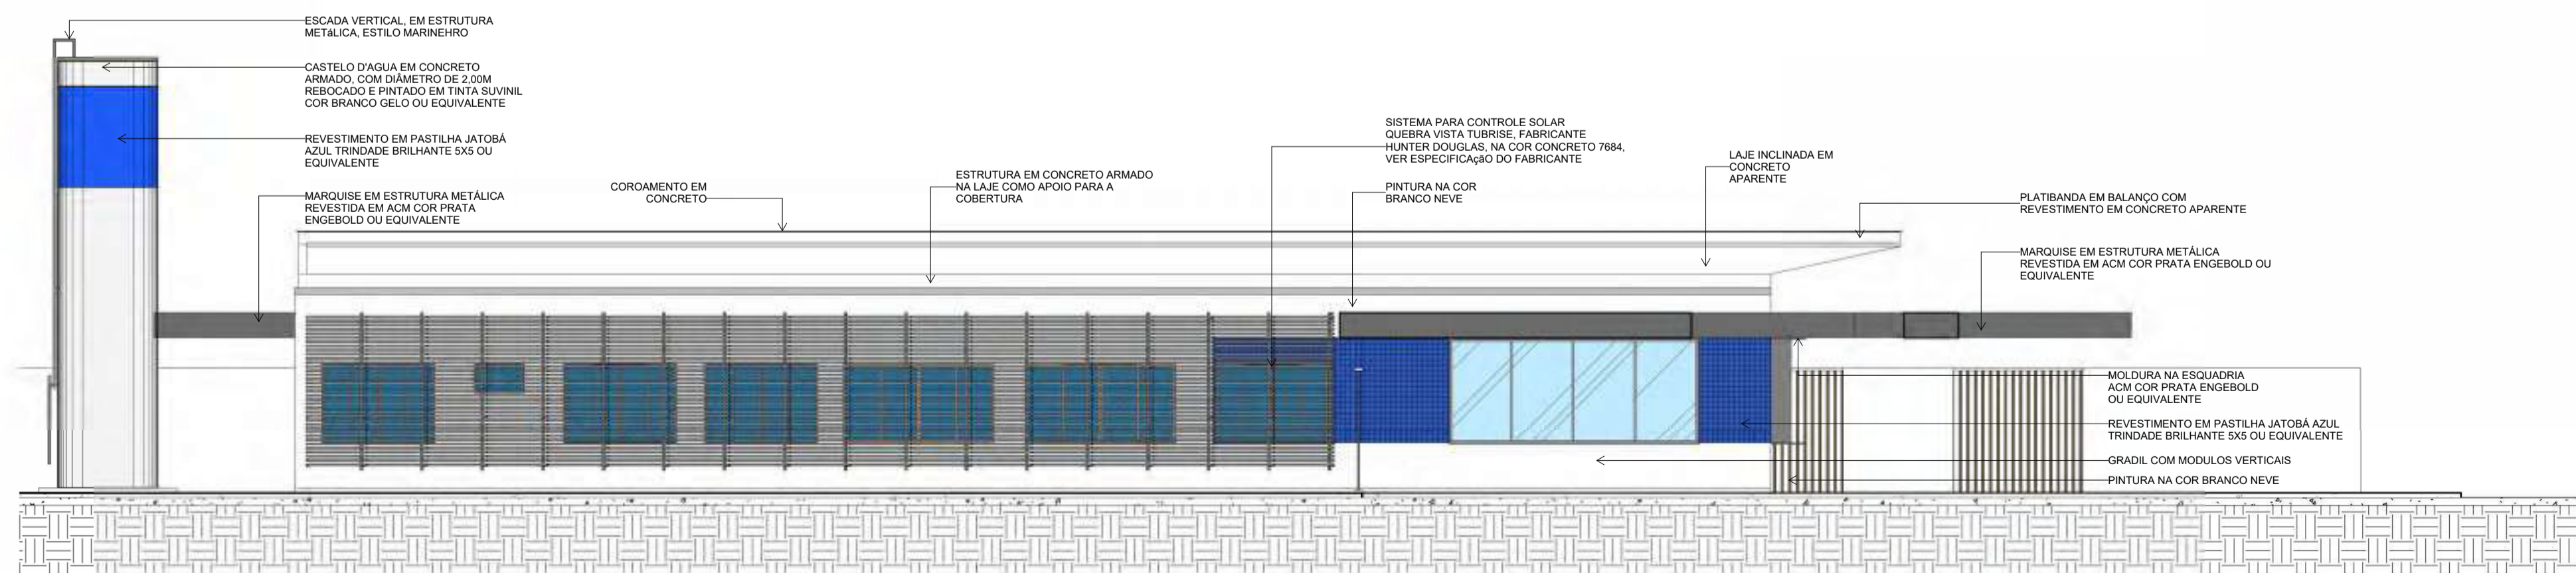 ESCADA VERTICAL, EM ESTRUTURA
METáLICA, ESTILO MARINEHRO
CASTELO D'AGUA EM CONCRETO
ARMADO, COM DIÂMETRO DE 2,00M
REBOCADO E PINTADO EM TINTA SUVINIL
COR BRANCO GELO OU EQUIVALENTE
REVESTIMENTO EM PASTILHA JATOBÁ
AZUL TRINDADE BRILHANTE 5X5 OU
EQUIVALENTE
MARQUISE EM ESTRUTURA METÁLICA
REVESTIDA EM ACM COR PRATA
ENGEBOLD OU EQUIVALENTE
COROAMENTO EM
CONCRETO
ESTRUTURA EM CONCRETO ARMADO
NA LAJE COMO APOIO PARA A
COBERTURA
SISTEMA PARA CONTROLE SOLAR
QUEBRA VISTA TUBRISE, FABRICANTE
HUNTER DOUGLAS, NA COR CONCRETO 7684,
VER ESPECIFICAçãO DO FABRICANTE
PINTURA NA COR
BRANCO NEVE
LAJE INCLINADA EM
CONCRETO
APARENTE
PLATIBANDA EM BALANÇO COM
REVESTIMENTO EM CONCRETO APARENTE
MARQUISE EM ESTRUTURA METÁLICA
REVESTIDA EM ACM COR PRATA ENGEBOLD OU
EQUIVALENTE
MOLDURA NA ESQUADRIA
ACM COR PRATA ENGEBOLD
OU EQUIVALENTE
REVESTIMENTO EM PASTILHA JATOBÁ AZUL
TRINDADE BRILHANTE 5X5 OU EQUIVALENTE
GRADIL COM MODULOS VERTICAIS
PINTURA NA COR BRANCO NEVE